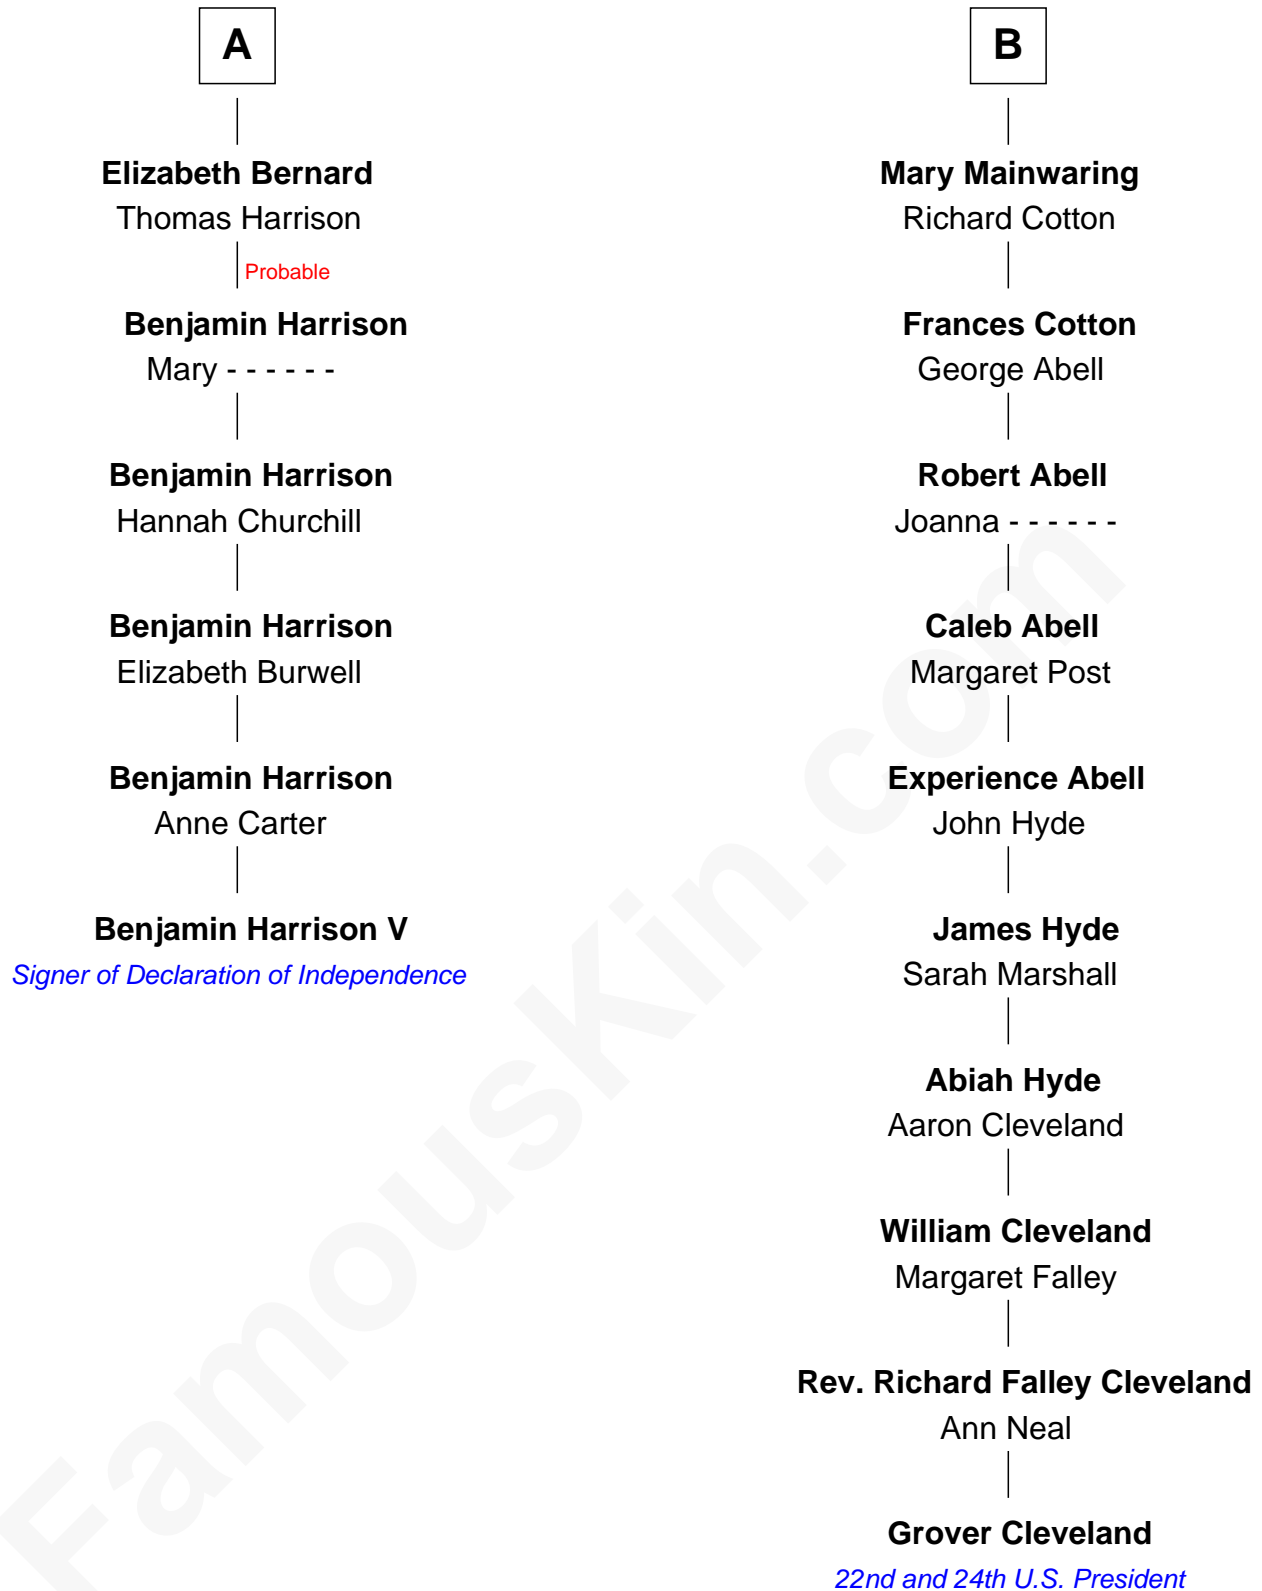 A
Elizabeth Bernard
Thomas Harrison
Probable
Benjamin Harrison
Mary - - - - - -
Benjamin Harrison
Hannah Churchill
Benjamin Harrison
Elizabeth Burwell
Benjamin Harrison
Anne Carter
Benjamin Harrison V
Signer of Declaration of Independence
B
Mary Mainwaring
Richard Cotton
Frances Cotton
George Abell
Robert Abell
Joanna - - - - - -
Caleb Abell
Margaret Post
Experience Abell
John Hyde
James Hyde
Sarah Marshall
Abiah Hyde
Aaron Cleveland
William Cleveland
Margaret Falley
Rev. Richard Falley Cleveland
Ann Neal
Grover Cleveland
22nd and 24th U.S. President
FamousKin.com